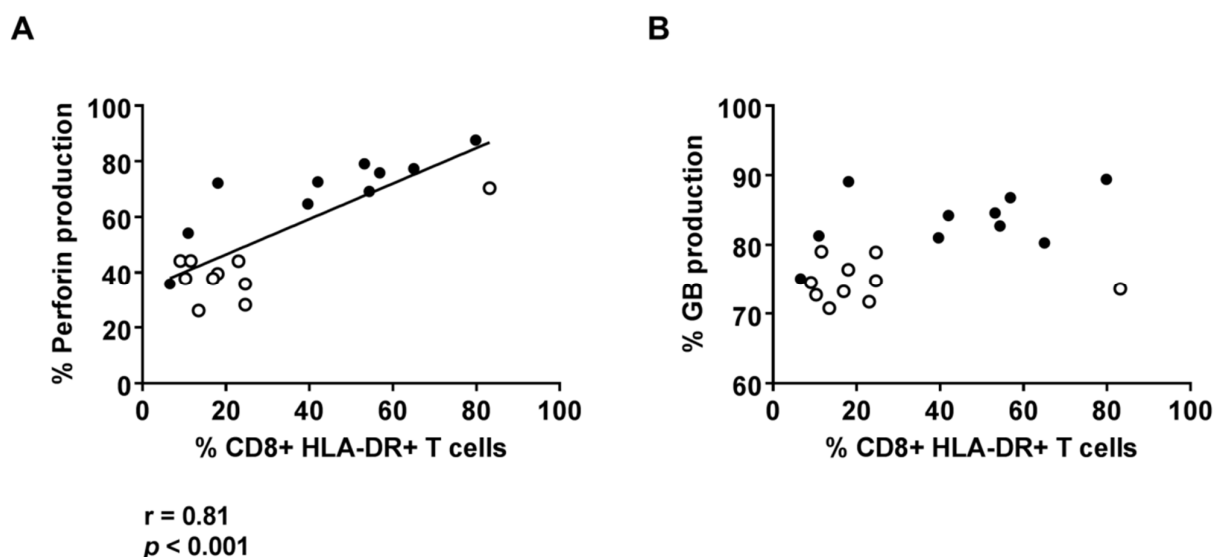 A
% Perforin production
100
80
60
40
20
0
0 20 40 60 80 100
% CD8+ HLA-DR+ T cells
r = 0.81
p < 0.001
B
% GB production
100
90
80
70
60
0 20 40 60 80 100
% CD8+ HLA-DR+ T cells